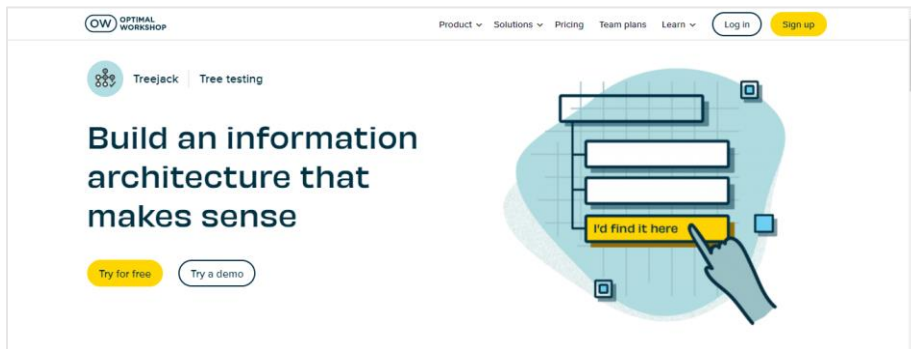 OW OPTIMAL
WORKSHOP
Product Solutions Pricing Team plans Learn Log in Sign up
Treejack Tree testing
Build an information
architecture that
makes sense
Try for free Try a demo
I'd find it here